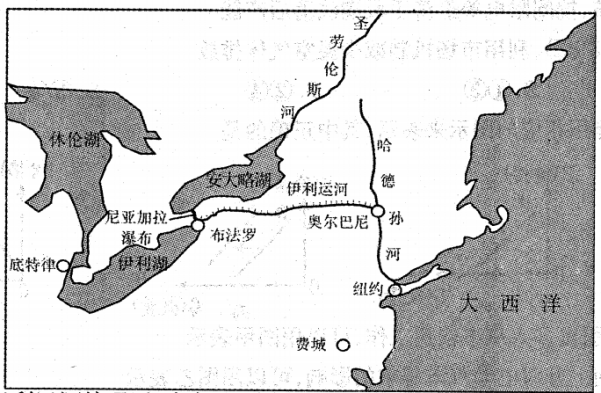 圣劳伦斯河
休伦湖
安大略湖
伊利运河
哈德孙河
尼亚加拉
瀑布
布法罗
奥尔巴尼
底特律
伊利湖
纽约
大西洋
费城